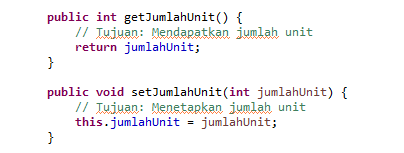 public int getJumlahUnit() {
    // Tujuan: Mendapatkan jumlah unit
    return jumlahUnit;
}
public void setJumlahUnit(int jumlahUnit) {
    // Tujuan: Menetapkan jumlah unit
    this.jumlahUnit = jumlahUnit;
}